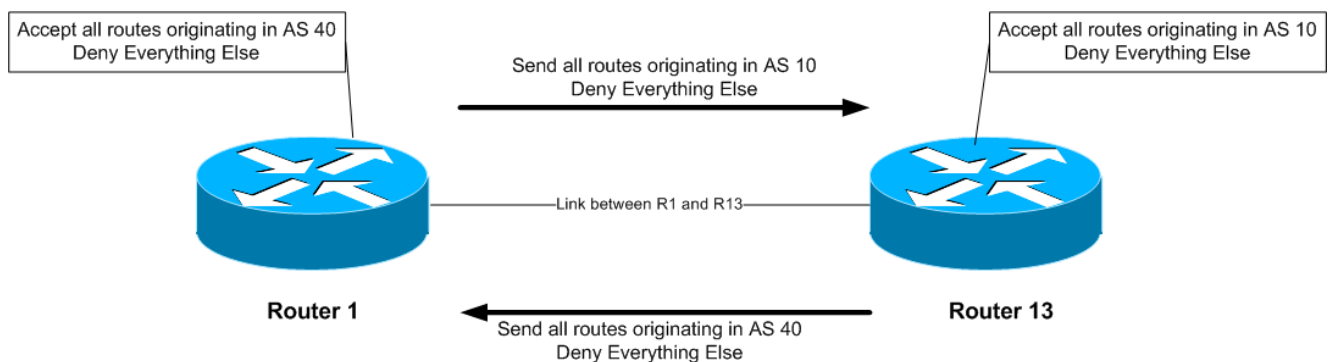 Accept all routes originating in AS 40
Deny Everything Else
Accept all routes originating in AS 10
Deny Everything Else
Send all routes originating in AS 10
Deny Everything Else
Link between R1 and R13
Router 1
Router 13
Send all routes originating in AS 40
Deny Everything Else